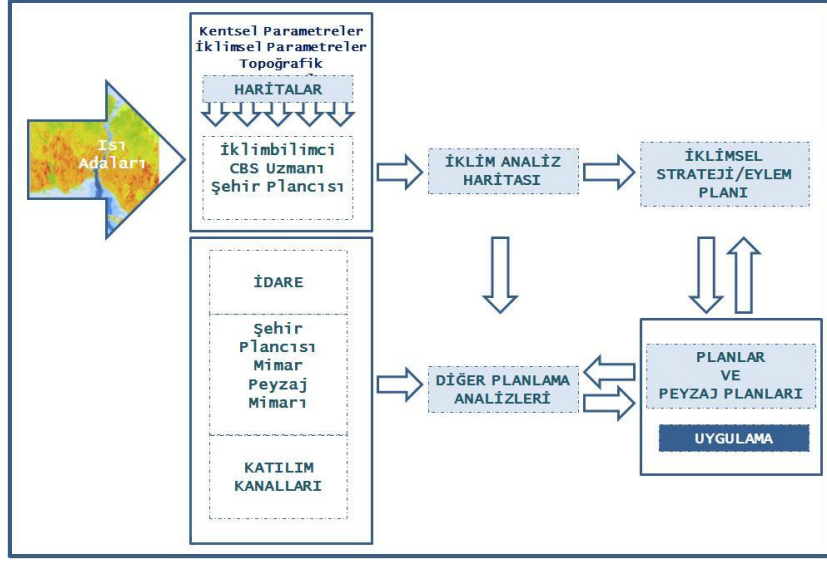 Kentsel Parametreler
İklimsel Parametreler
Topoğrafik
HARİTALAR
Isı
Adaları
İklimbilimci
CBS Uzmanı
Şehir Plancısı
İKLİM ANALİZ
HARİTASI
İKLİMSEL
STRATEJİ/EYLEM
PLANI
İDARE
Şehir
Plancısı
Mimar
Peyzaj
Mimarı
KATILIM
KANALLARI
DİĞER PLANLAMA
ANALİZLERİ
PLANLAR
VE
PEYZAJ PLANLARI
UYGULAMA